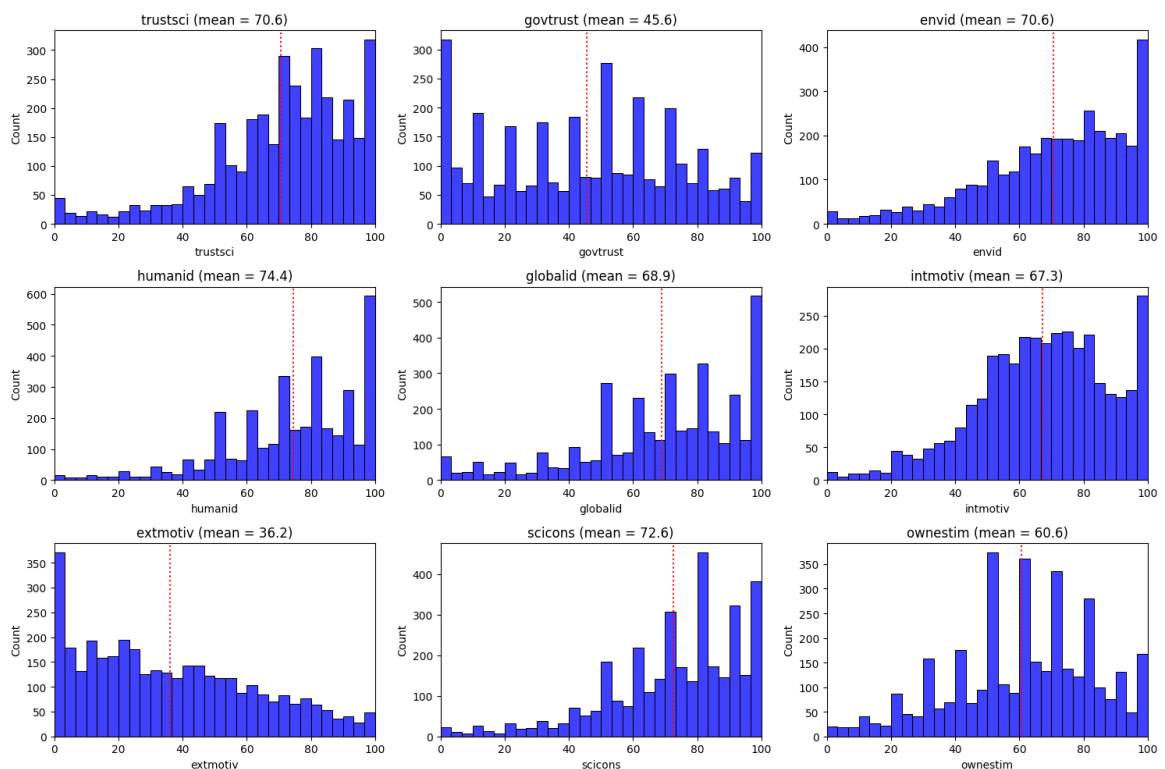 trustsci (mean = 70.6)
300
250
200
150
100
50
0
Count
0 20 40 60 80 100
trustsci
govtrust (mean = 45.6)
300
250
200
150
100
50
0
Count
0 20 40 60 80 100
govtrust
envid (mean = 70.6)
400
300
200
100
0
Count
0 20 40 60 80 100
envid
humanid (mean = 74.4)
600
500
400
300
200
100
0
Count
0 20 40 60 80 100
humanid
globalid (mean = 68.9)
500
400
300
200
100
0
Count
0 20 40 60 80 100
globalid
intmotiv (mean = 67.3)
250
200
150
100
50
0
Count
0 20 40 60 80 100
intmotiv
extmotiv (mean = 36.2)
350
300
250
200
150
100
50
0
Count
0 20 40 60 80 100
extmotiv
scicons (mean = 72.6)
400
300
200
100
0
Count
0 20 40 60 80 100
scicons
ownestim (mean = 60.6)
350
300
250
200
150
100
50
0
Count
0 20 40 60 80 100
ownestim